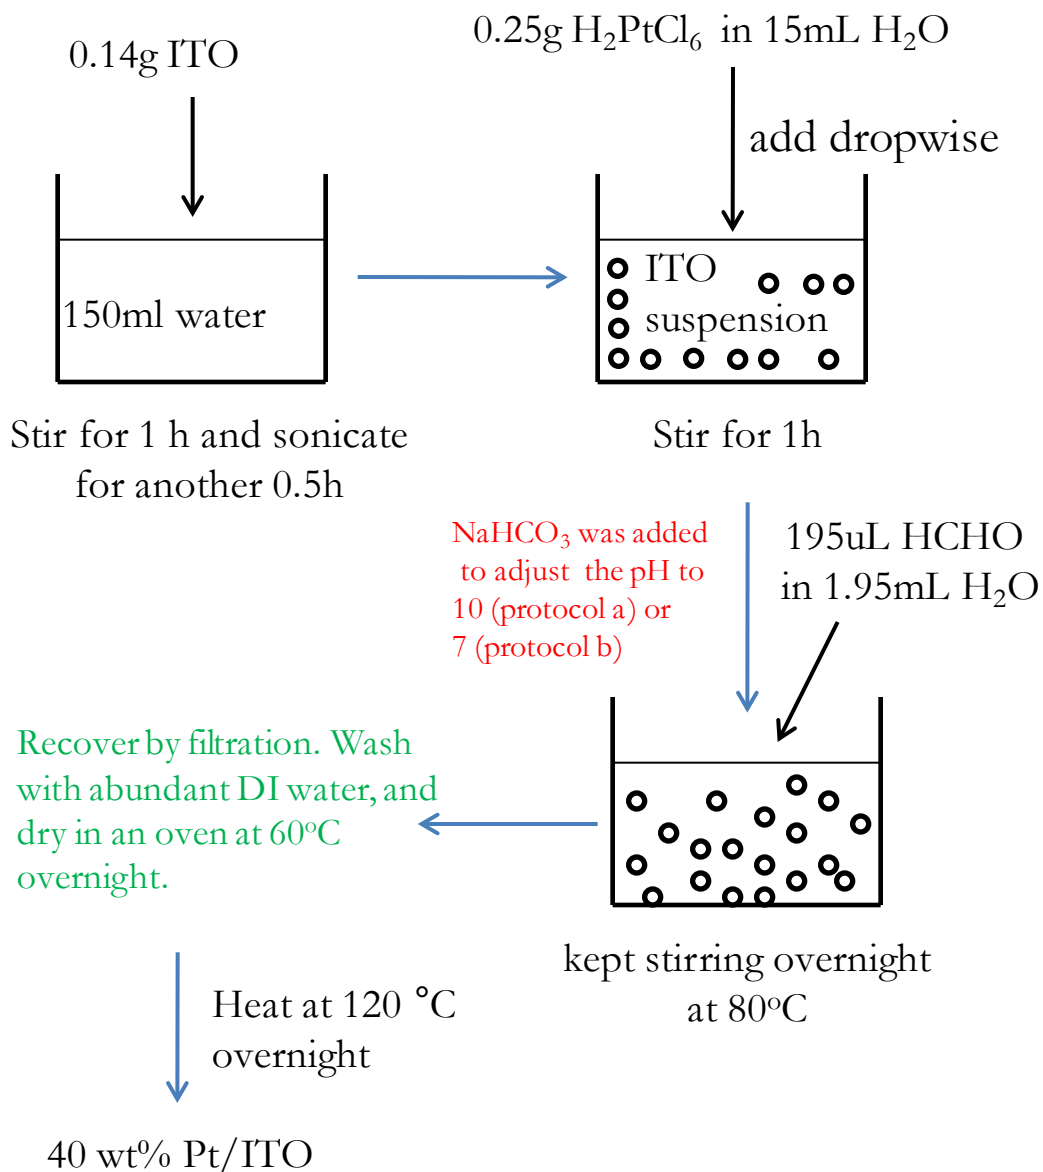 0.14g ITO
0.25g H₂PtCl₆ in 15mL H₂O
add dropwise
150ml water
ITO
suspension
Stir for 1 h and sonicate
for another 0.5h
Stir for 1h
NaHCO₃ was added
to adjust the pH to
10 (protocol a) or
7 (protocol b)
195uL HCHO
in 1.95mL H₂O
kept stirring overnight
at 80°C
Recover by filtration. Wash
with abundant DI water, and
dry in an oven at 60°C
overnight.
Heat at 120 °C
overnight
40 wt% Pt/ITO